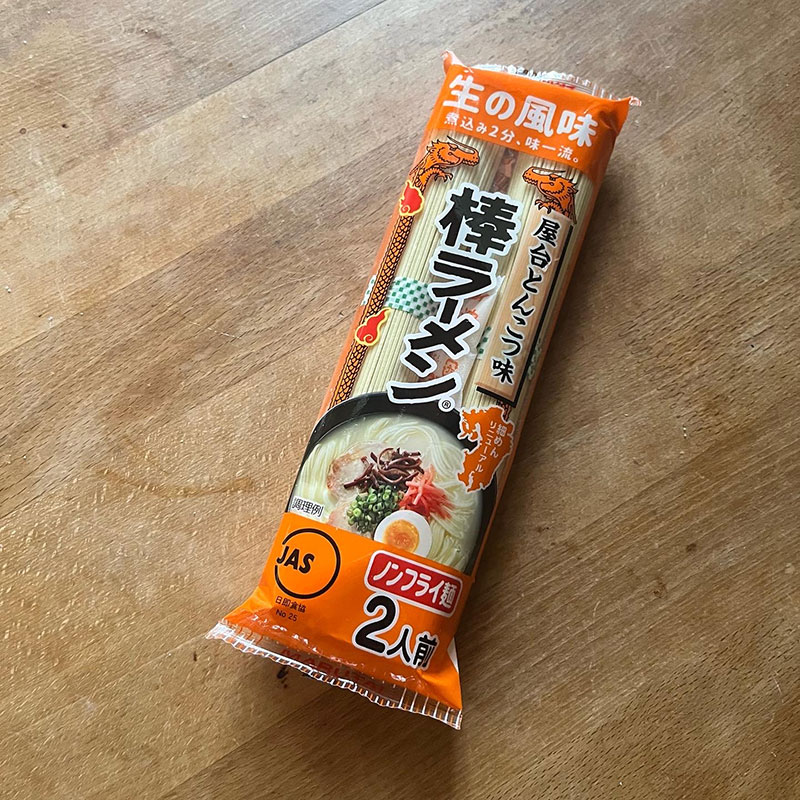 生の風味
煮込み2分、味一流。
屋台とんこつ味
棒ラーメン®
細めん
リニューアル
調理例
JAS
日即食協
No 25
ノンフライ麺
2人前